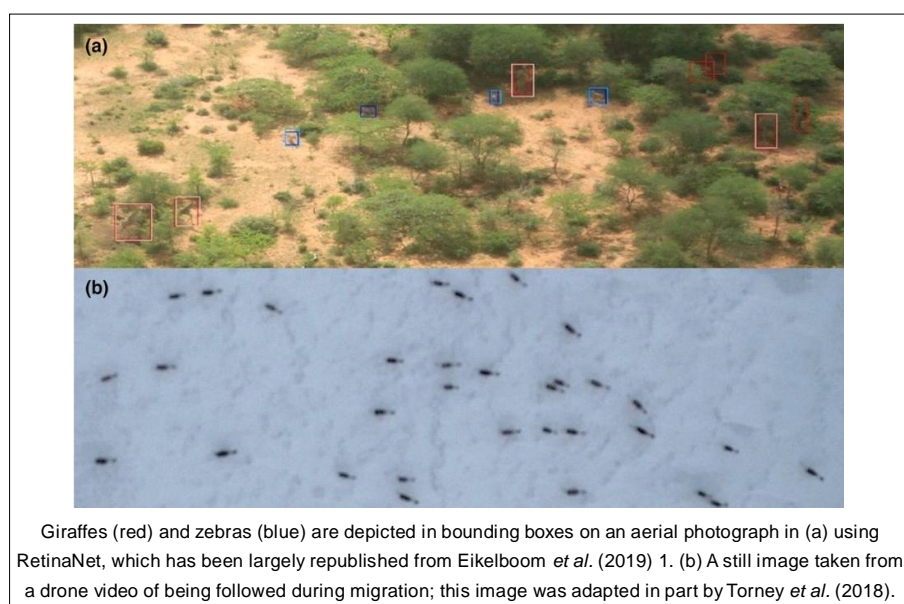 (a)
(b)
Giraffes (red) and zebras (blue) are depicted in bounding boxes on an aerial photograph in (a) using
RetinaNet, which has been largely republished from Eikelboom et al. (2019) 1. (b) A still image taken from
a drone video of being followed during migration; this image was adapted in part by Torney et al. (2018).